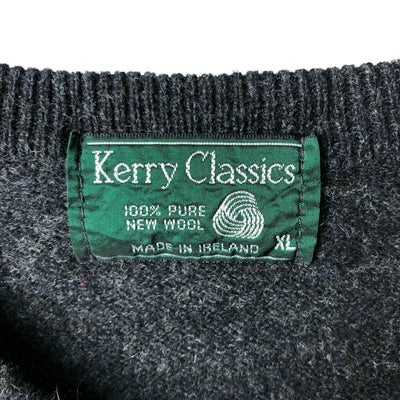 Kerry Classics
100% PURE
NEW WOOL
MADE IN IRELAND XL